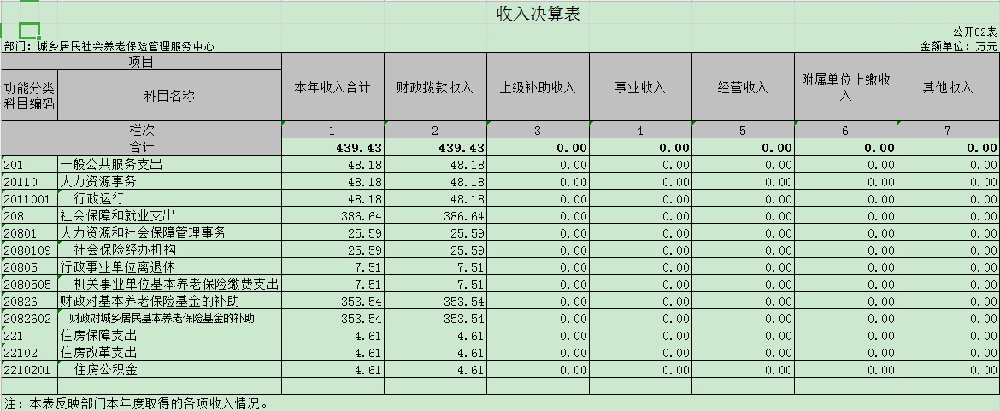 收入决算表
公开02表
部门：城乡居民社会养老保险管理服务中心 金额单位：万元
项目 本年收入合计 财政拨款收入 上级补助收入 事业收入 经营收入 附属单位上缴收入 其他收入
功能分类科目编码 科目名称
栏次 1 2 3 4 5 6 7
合计 439.43 439.43 0.00 0.00 0.00 0.00 0.00
201 一般公共服务支出 48.18 48.18 0.00 0.00 0.00 0.00 0.00
20110 人力资源事务 48.18 48.18 0.00 0.00 0.00 0.00 0.00
2011001 行政运行 48.18 48.18 0.00 0.00 0.00 0.00 0.00
208 社会保障和就业支出 386.64 386.64 0.00 0.00 0.00 0.00 0.00
20801 人力资源和社会保障管理事务 25.59 25.59 0.00 0.00 0.00 0.00 0.00
2080109 社会保险经办机构 25.59 25.59 0.00 0.00 0.00 0.00 0.00
20805 行政事业单位离退休 7.51 7.51 0.00 0.00 0.00 0.00 0.00
2080505 机关事业单位基本养老保险缴费支出 7.51 7.51 0.00 0.00 0.00 0.00 0.00
20826 财政对基本养老保险基金的补助 353.54 353.54 0.00 0.00 0.00 0.00 0.00
2082602 财政对城乡居民基本养老保险基金的补助 353.54 353.54 0.00 0.00 0.00 0.00 0.00
221 住房保障支出 4.61 4.61 0.00 0.00 0.00 0.00 0.00
22102 住房改革支出 4.61 4.61 0.00 0.00 0.00 0.00 0.00
2210201 住房公积金 4.61 4.61 0.00 0.00 0.00 0.00 0.00
注：本表反映部门本年度取得的各项收入情况。